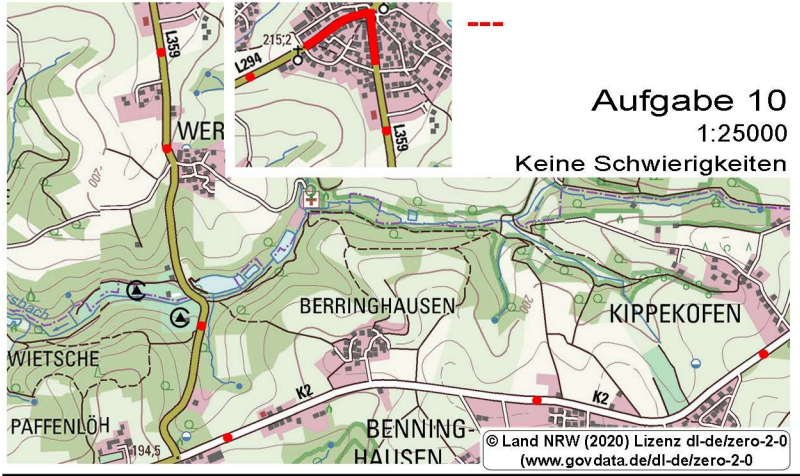 L359
215,2
L294
L359
Aufgabe 10
1:25000
Keine Schwierigkeiten
WER
200
BERRINGHAUSEN
200
KIPPEKOFEN
WIETSCHE
K2
K2
PAFFENLÖH
194,5
BENNING-
HAUSEN
© Land NRW (2020) Lizenz dl-de/zero-2-0
(www.govdata.de/dl-de/zero-2-0